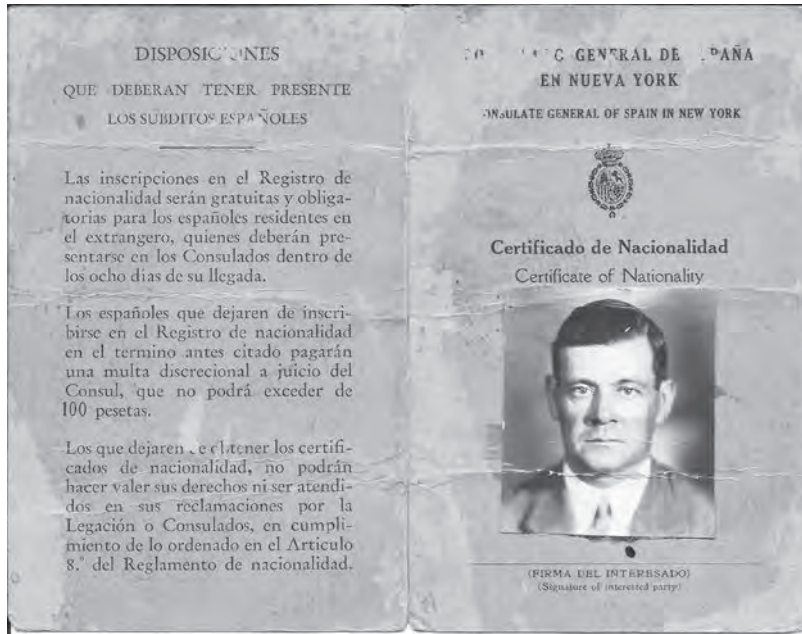 DISPOSICIONES
QUE DEBERAN TENER PRESENTE
LOS SUBDITOS ESPAÑOLES
Las inscripciones en el Registro de
nacionalidad serán gratuitas y obliga-
torias para los españoles residentes en
el extrangero, quienes deberán pre-
sentarse en los Consulados dentro de
los ocho dias de su llegada.
Los españoles que dejaren de inscri-
birse en el Registro de nacionalidad
en el termino antes citado pagarán
una multa discrecional a juicio del
Consul, que no podrá exceder de
100 pesetas.
Los que dejaren de obtener los certifi-
cados de nacionalidad, no podrán
hacer valer sus derechos ni ser atendi-
dos en sus reclamaciones por la
Legación o Consulados, en cumpli-
miento de lo ordenado en el Articulo
8.º del Reglamento de nacionalidad.
GENERAL DE ESPAÑA
EN NUEVA YORK
CONSULATE GENERAL OF SPAIN IN NEW YORK
Certificado de Nacionalidad
Certificate of Nationality
(FIRMA DEL INTERESADO)
(Signature of interested party)